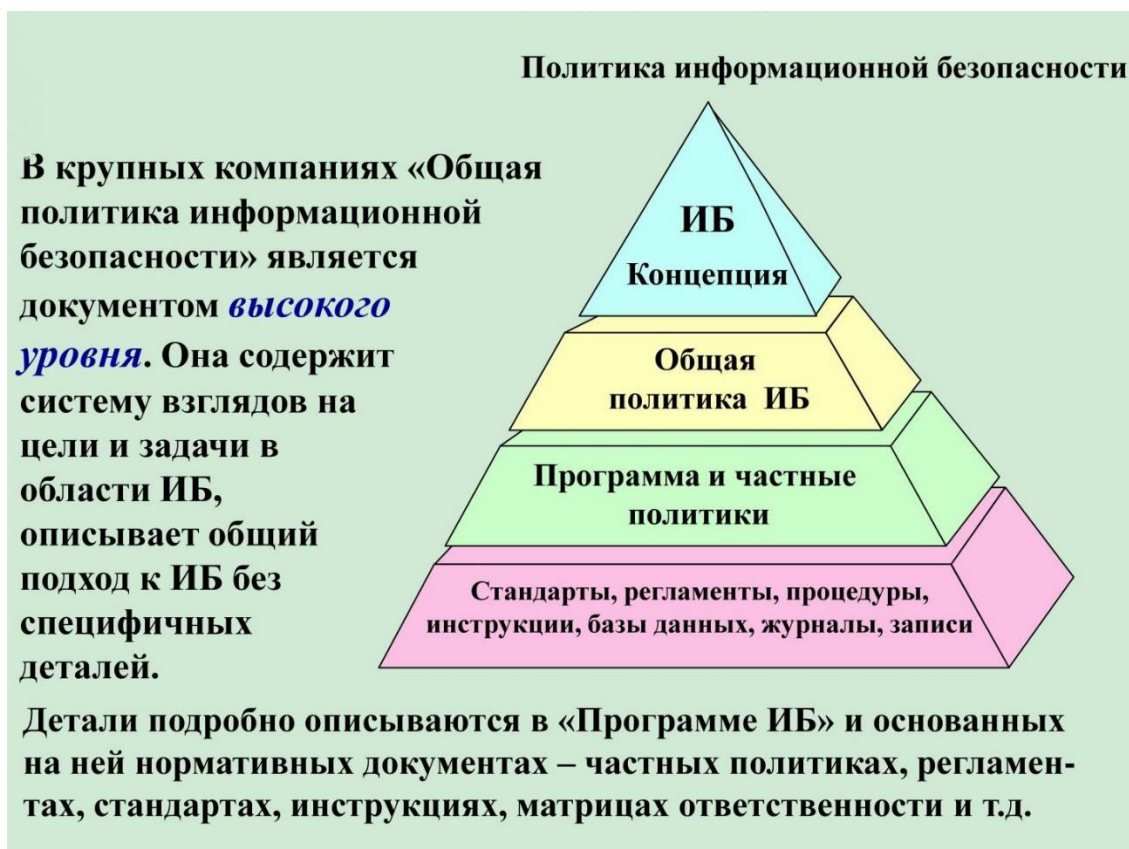 Политика информационной безопасности
В крупных компаниях «Общая
политика информационной
безопасности» является
документом высокого
уровня. Она содержит
систему взглядов на
цели и задачи в
области ИБ,
описывает общий
подход к ИБ без
специфичных
деталей.
ИБ
Концепция
Общая
политика ИБ
Программа и частные
политики
Стандарты, регламенты, процедуры,
инструкции, базы данных, журналы, записи
Детали подробно описываются в «Программе ИБ» и основанных
на ней нормативных документах – частных политиках, регламен-
тах, стандартах, инструкциях, матрицах ответственности и т.д.